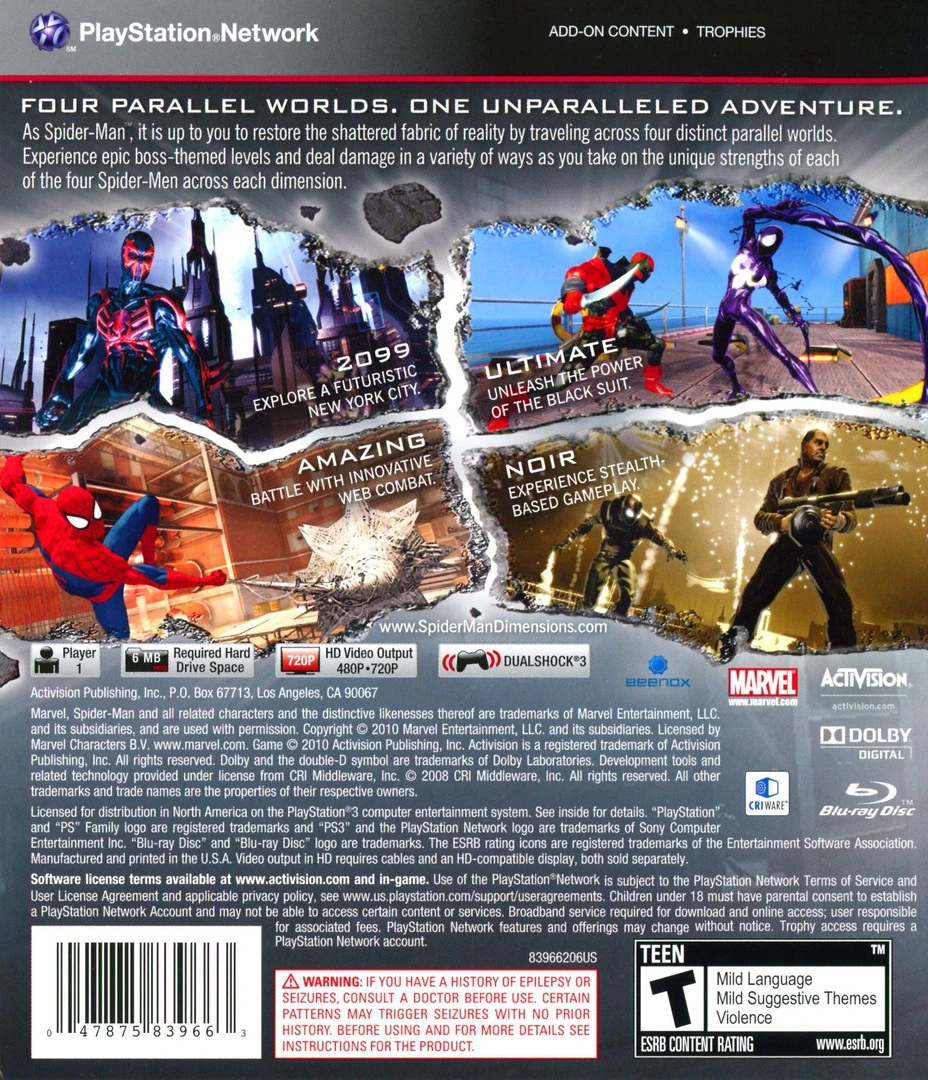 PlayStation®Network
SM
ADD-ON CONTENT • TROPHIES
FOUR PARALLEL WORLDS. ONE UNPARALLELED ADVENTURE.
As Spider-Man™, it is up to you to restore the shattered fabric of reality by traveling across four distinct parallel worlds.
Experience epic boss-themed levels and deal damage in a variety of ways as you take on the unique strengths of each
of the four Spider-Men across each dimension.
2099
EXPLORE A FUTURISTIC
NEW YORK CITY.
ULTIMATE
UNLEASH THE POWER
OF THE BLACK SUIT.
AMAZING
BATTLE WITH INNOVATIVE
WEB COMBAT.
NOIR
EXPERIENCE STEALTH-
BASED GAMEPLAY.
www.SpiderManDimensions.com
Player
1
6 MB
HDD
Required Hard
Drive Space
720P
HD Video Output
480P•720P
DUALSHOCK®3
BEENOX
MARVEL
www.marvel.com
ACTIVISION®
activision.com
DOLBY
DIGITAL
CRIWARE™
Blu-ray Disc™
Activision Publishing, Inc., P.O. Box 67713, Los Angeles, CA 90067
Marvel, Spider-Man and all related characters and the distinctive likenesses thereof are trademarks of Marvel Entertainment, LLC.
and its subsidiaries, and are used with permission. Copyright © 2010 Marvel Entertainment, LLC. and its subsidiaries. Licensed by
Marvel Characters B.V. www.marvel.com. Game © 2010 Activision Publishing, Inc. Activision is a registered trademark of Activision
Publishing, Inc. All rights reserved. Dolby and the double-D symbol are trademarks of Dolby Laboratories. Development tools and
related technology provided under license from CRI Middleware, Inc. © 2008 CRI Middleware, Inc. All rights reserved. All other
trademarks and trade names are the properties of their respective owners.
Licensed for distribution in North America on the PlayStation®3 computer entertainment system. See inside for details. “PlayStation”
and “PS” Family logo are registered trademarks and “PS3” and the PlayStation Network logo are trademarks of Sony Computer
Entertainment Inc. “Blu-ray Disc” and “Blu-ray Disc” logo are trademarks. The ESRB rating icons are registered trademarks of the Entertainment Software Association.
Manufactured and printed in the U.S.A. Video output in HD requires cables and an HD-compatible display, both sold separately.
Software license terms available at www.activision.com and in-game. Use of the PlayStation®Network is subject to the PlayStation Network Terms of Service and
User License Agreement and applicable privacy policy, see www.us.playstation.com/support/useragreements. Children under 18 must have parental consent to establish
a PlayStation Network Account and may not be able to access certain content or services. Broadband service required for download and online access; user responsible
for associated fees. PlayStation Network features and offerings may change without notice. Trophy access requires a
PlayStation Network account.
83966206US
0 47875 83966 3
WARNING: IF YOU HAVE A HISTORY OF EPILEPSY OR
SEIZURES, CONSULT A DOCTOR BEFORE USE. CERTAIN
PATTERNS MAY TRIGGER SEIZURES WITH NO PRIOR
HISTORY. BEFORE USING AND FOR MORE DETAILS SEE
INSTRUCTIONS FOR THE PRODUCT.
TEEN ™
T
Mild Language
Mild Suggestive Themes
Violence
ESRB CONTENT RATING www.esrb.org